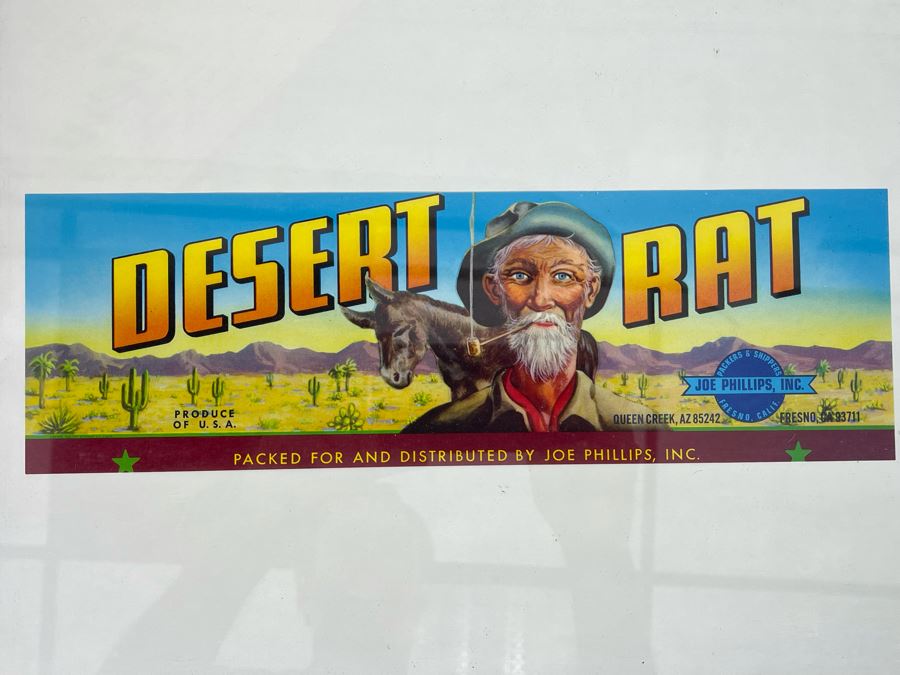 DESERT RAT
PACKERS & SHIPPERS
JOE PHILLIPS, INC.
FRESNO, CALIF.
PRODUCE
OF U.S.A.
QUEEN CREEK, AZ 85242
FRESNO, CA 93711
PACKED FOR AND DISTRIBUTED BY JOE PHILLIPS, INC.